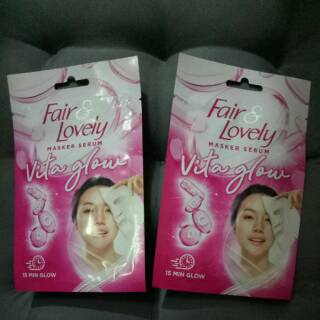 Fair &
Lovely
MASKER SERUM
Vita glow
15 MIN GLOW
Fair &
Lovely
MASKER SERUM
Vita glow
15 MIN GLOW